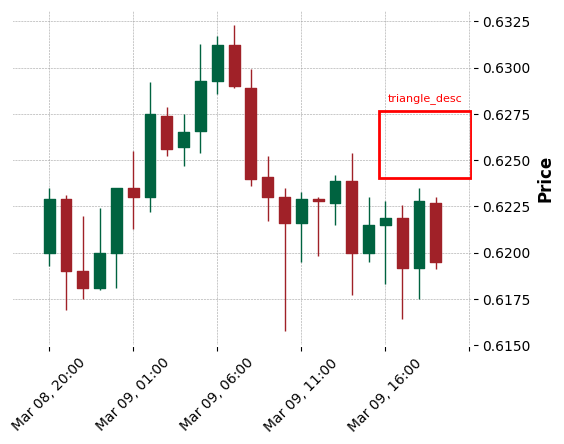 0.6325
0.6300
triangle_desc
0.6275
0.6250
0.6225
0.6200
0.6175
0.6150
Price
Mar 08, 20:00
Mar 09, 01:00
Mar 09, 06:00
Mar 09, 11:00
Mar 09, 16:00